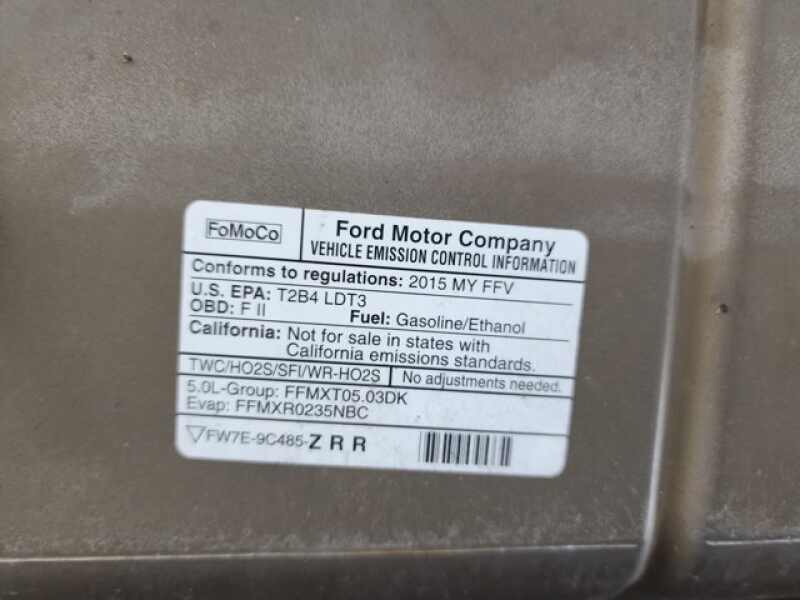 FoMoCo
Ford Motor Company
VEHICLE EMISSION CONTROL INFORMATION
Conforms to regulations: 2015 MY FFV
U.S. EPA: T2B4 LDT3
OBD: F II Fuel: Gasoline/Ethanol
California: Not for sale in states with
California emissions standards.
TWC/HO2S/SFI/WR-HO2S No adjustments needed.
5.0L-Group: FFMXT05.03DK
Evap: FFMXR0235NBC
▽FW7E-9C485-Z R R